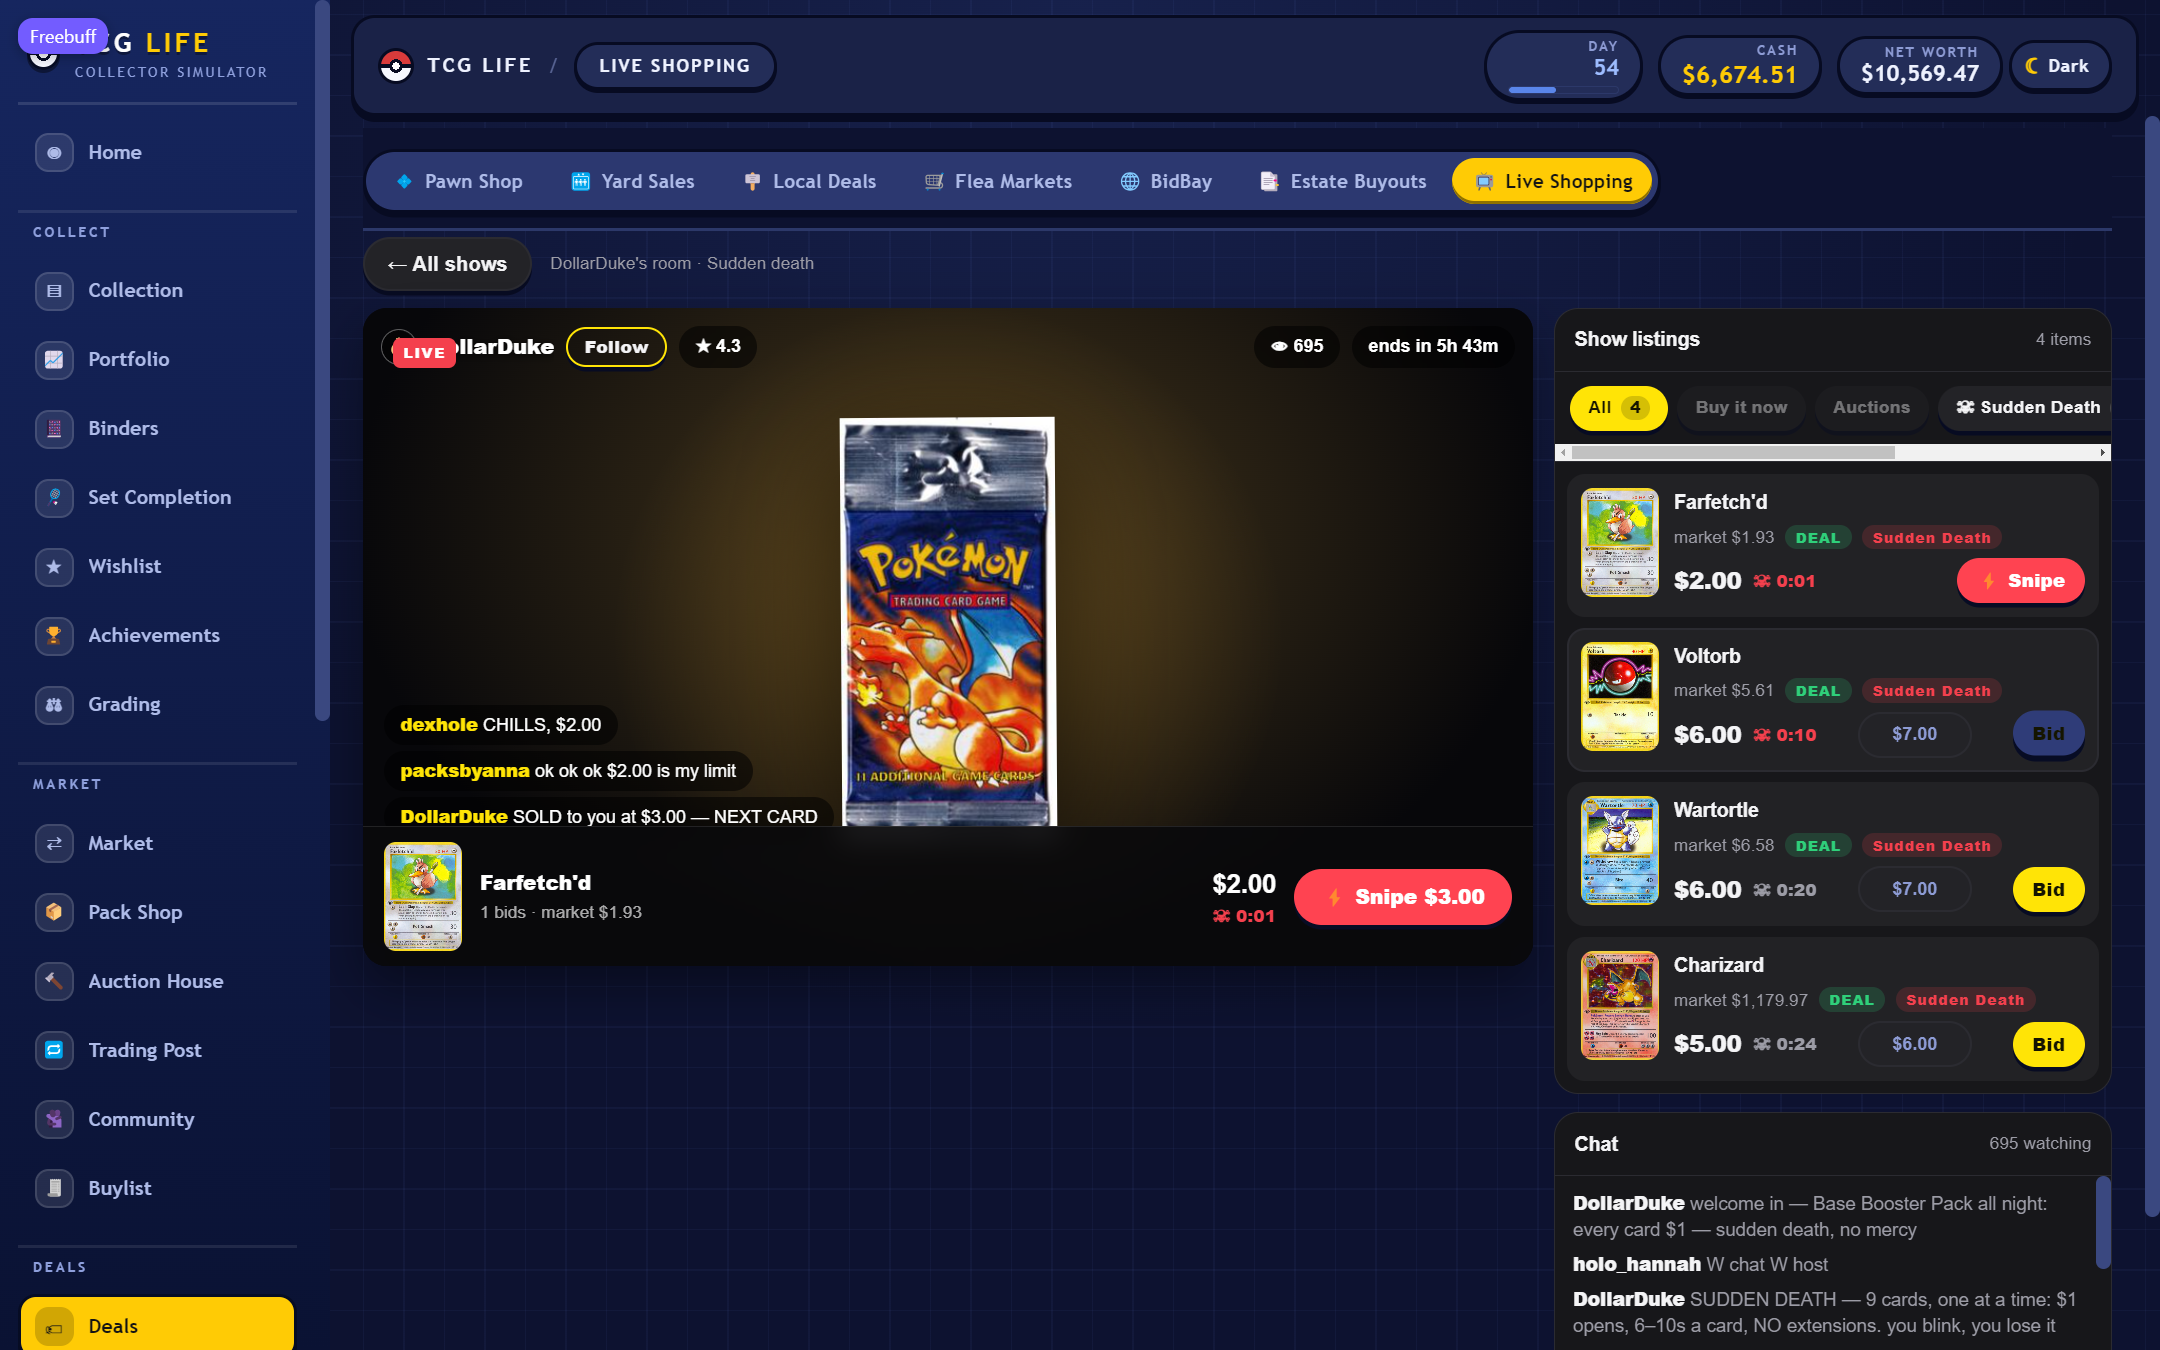 Freebuff
CG LIFE
COLLECTOR SIMULATOR
Home
COLLECT
Collection
Portfolio
Binders
Set Completion
Wishlist
Achievements
Grading
MARKET
Market
Pack Shop
Auction House
Trading Post
Community
Buylist
DEALS
Deals
TCG LIFE / LIVE SHOPPING
DAY
54
CASH
$6,674.51
NET WORTH
$10,569.47
Dark
Pawn Shop
Yard Sales
Local Deals
Flea Markets
BidBay
Estate Buyouts
Live Shopping
← All shows
DollarDuke's room · Sudden death
LIVE
ollarDuke
Follow
★ 4.3
695
ends in 5h 43m
POKéMON
TRADING CARD GAME
11 ADDITIONAL GAME CARDS.
dexhole CHILLS, $2.00
packsbyanna ok ok ok $2.00 is my limit
DollarDuke SOLD to you at $3.00 — NEXT CARD
Farfetch'd
1 bids · market $1.93
$2.00
0:01
Snipe $3.00
Show listings
4 items
All 4
Buy it now
Auctions
Sudden Death
Farfetch'd
market $1.93 DEAL Sudden Death
$2.00 0:01
Snipe
Voltorb
market $5.61 DEAL Sudden Death
$6.00 0:10 $7.00 Bid
Wartortle
market $6.58 DEAL Sudden Death
$6.00 0:20 $7.00 Bid
Charizard
market $1,179.97 DEAL Sudden Death
$5.00 0:24 $6.00 Bid
Chat
695 watching
DollarDuke welcome in — Base Booster Pack all night:
every card $1 — sudden death, no mercy
holo_hannah W chat W host
DollarDuke SUDDEN DEATH — 9 cards, one at a time: $1
opens, 6–10s a card, NO extensions. you blink, you lose it